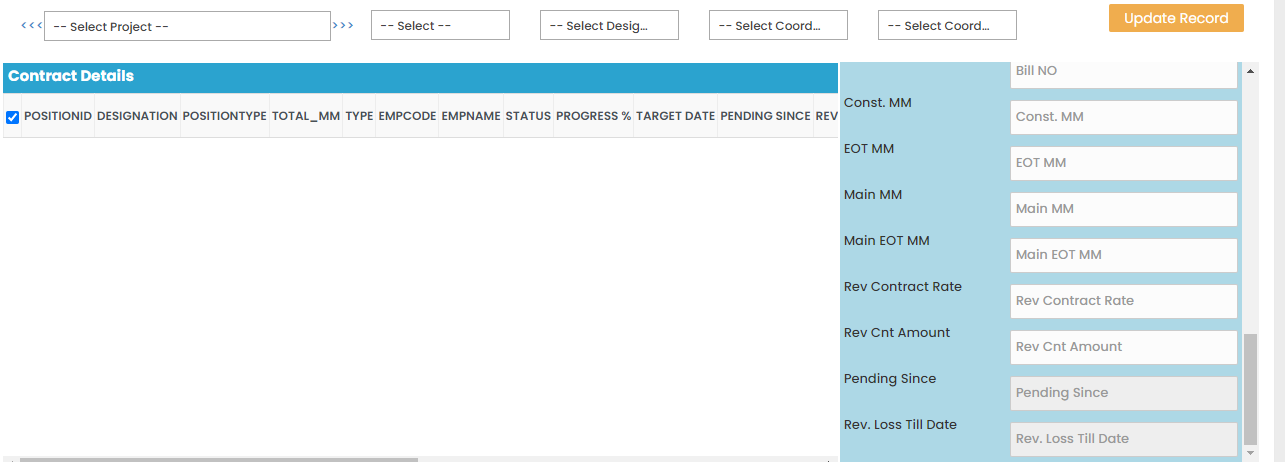 <<< -- Select Project -- >>> -- Select -- -- Select Desig... -- Select Coord... -- Select Coord... Update Record
Contract Details
POSITIONID DESIGNATION POSITIONTYPE TOTAL_MM TYPE EMPCODE EMPNAME STATUS PROGRESS % TARGET DATE PENDING SINCE REV
Bill NO
Const. MM Const. MM
EOT MM EOT MM
Main MM Main MM
Main EOT MM Main EOT MM
Rev Contract Rate Rev Contract Rate
Rev Cnt Amount Rev Cnt Amount
Pending Since Pending Since
Rev. Loss Till Date Rev. Loss Till Date